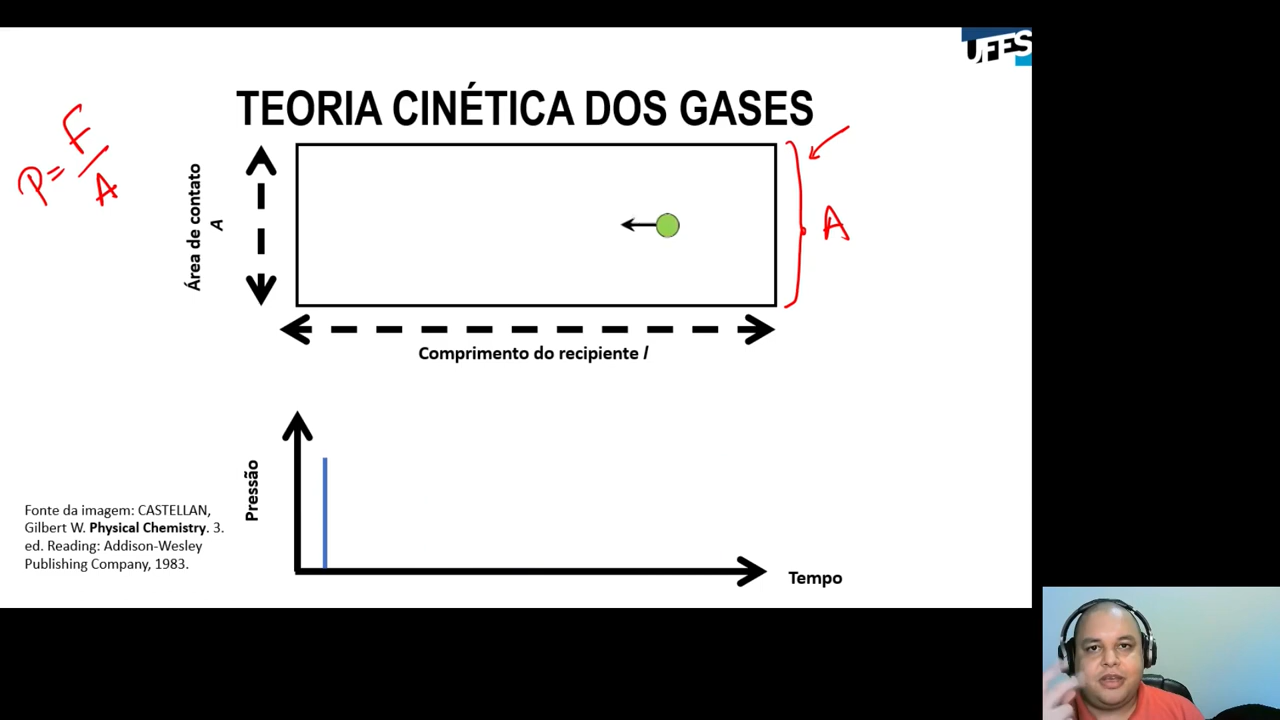 UFES
TEORIA CINÉTICA DOS GASES
P = F/A
Área de contato
A
A
Comprimento do recipiente l
Pressão
Tempo
Fonte da imagem: CASTELLAN,
Gilbert W. Physical Chemistry. 3.
ed. Reading: Addison-Wesley
Publishing Company, 1983.